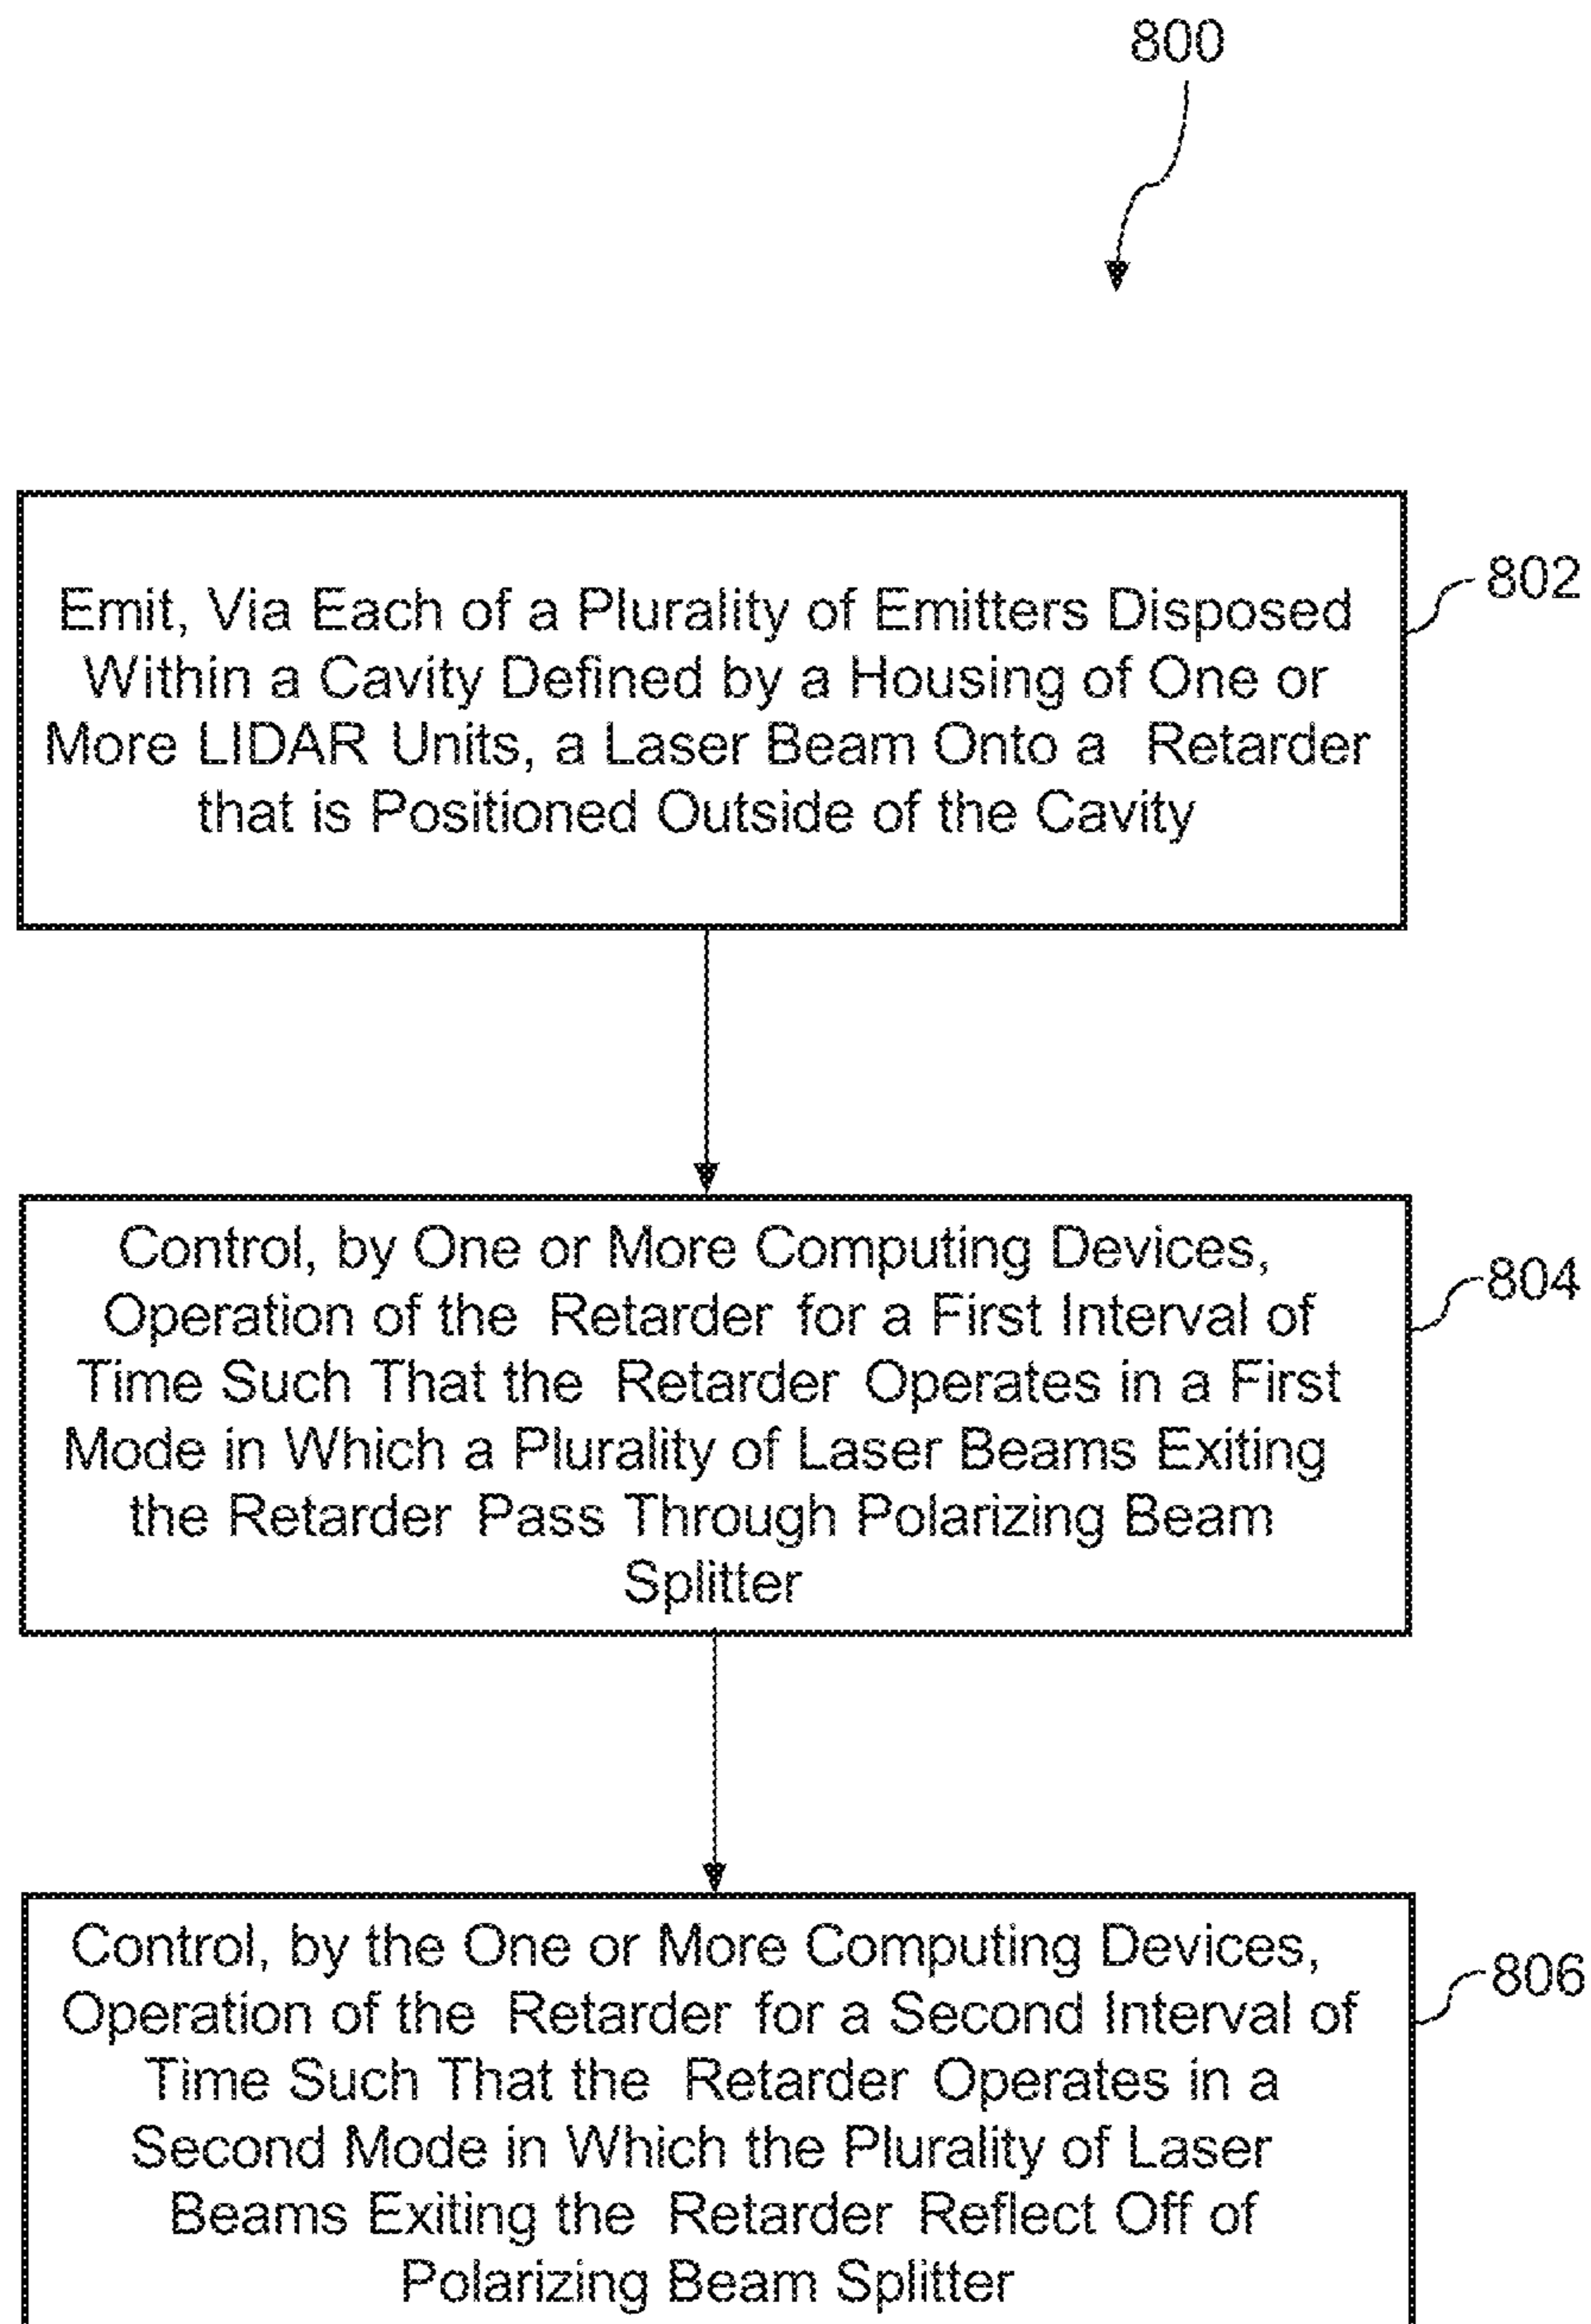 800
Emit, Via Each of a Plurality of Emitters Disposed
Within a Cavity Defined by a Housing of One or
More LIDAR Units, a Laser Beam Onto a Retarder
that is Positioned Outside of the Cavity
802
Control, by One or More Computing Devices,
Operation of the Retarder for a First Interval of
Time Such That the Retarder Operates in a First
Mode in Which a Plurality of Laser Beams Exiting
the Retarder Pass Through Polarizing Beam
Splitter
804
Control, by the One or More Computing Devices,
Operation of the Retarder for a Second Interval of
Time Such That the Retarder Operates in a
Second Mode in Which the Plurality of Laser
Beams Exiting the Retarder Reflect Off of
Polarizing Beam Splitter
806